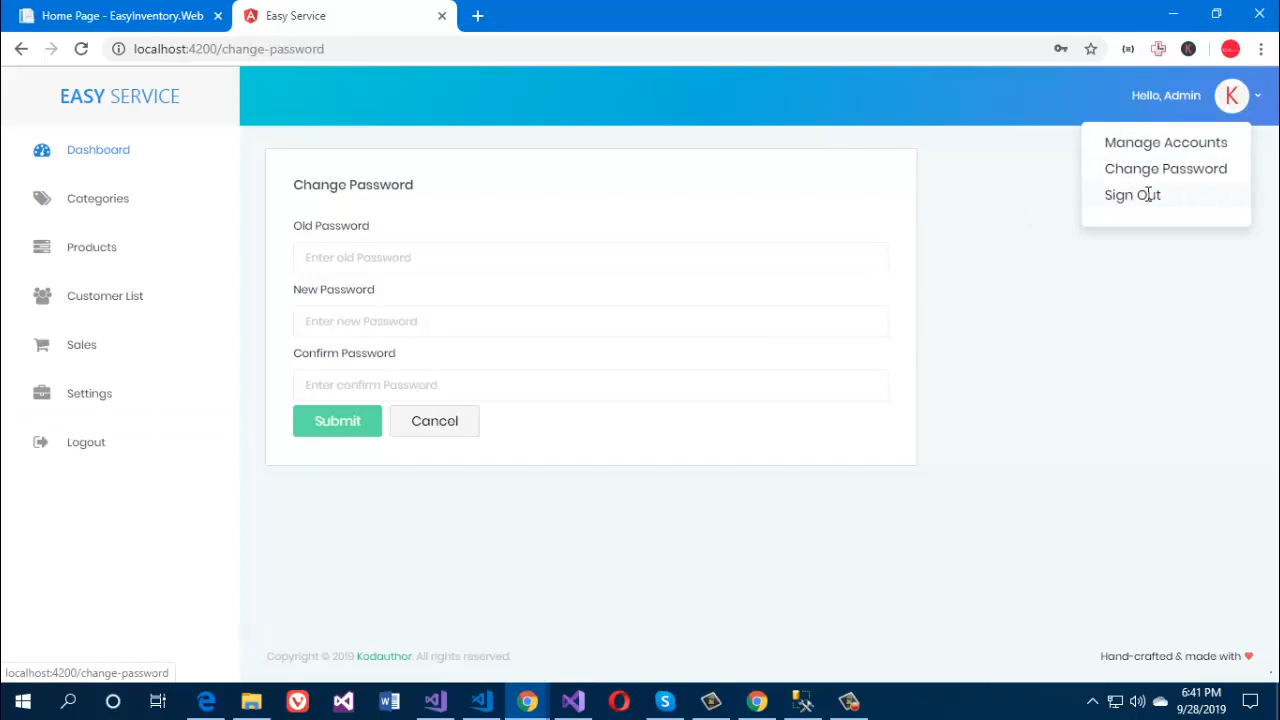 Home Page - EasyInventory.Web
Easy Service
localhost:4200/change-password
EASY SERVICE
Hello, Admin
K
Manage Accounts
Change Password
Sign Out
Dashboard
Categories
Products
Customer List
Sales
Settings
Logout
Change Password
Old Password
Enter old Password
New Password
Enter new Password
Confirm Password
Enter confirm Password
Submit
Cancel
Copyright © 2019 Kodauthor. All rights reserved.
Hand-crafted & made with
localhost:4200/change-password
6:41 PM
9/28/2019